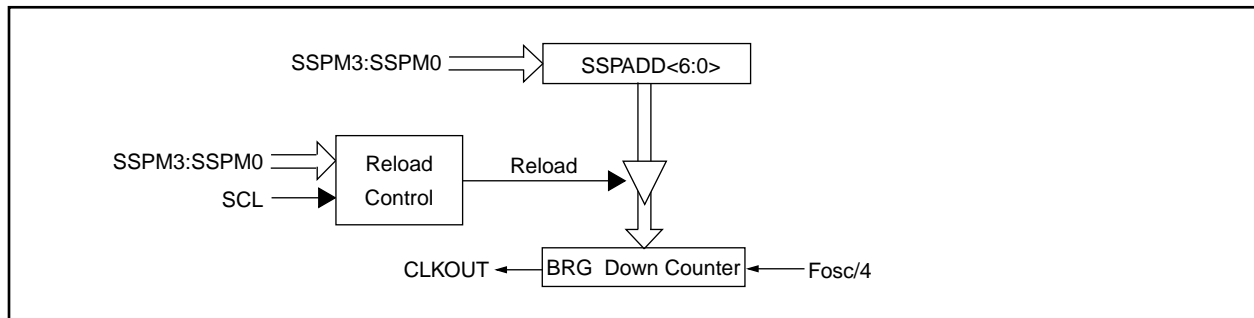 SSPM3:SSPM0
SSPADD<6:0>
SSPM3:SSPM0
SCL
Reload
Control
Reload
CLKOUT
BRG Down Counter
Fosc/4